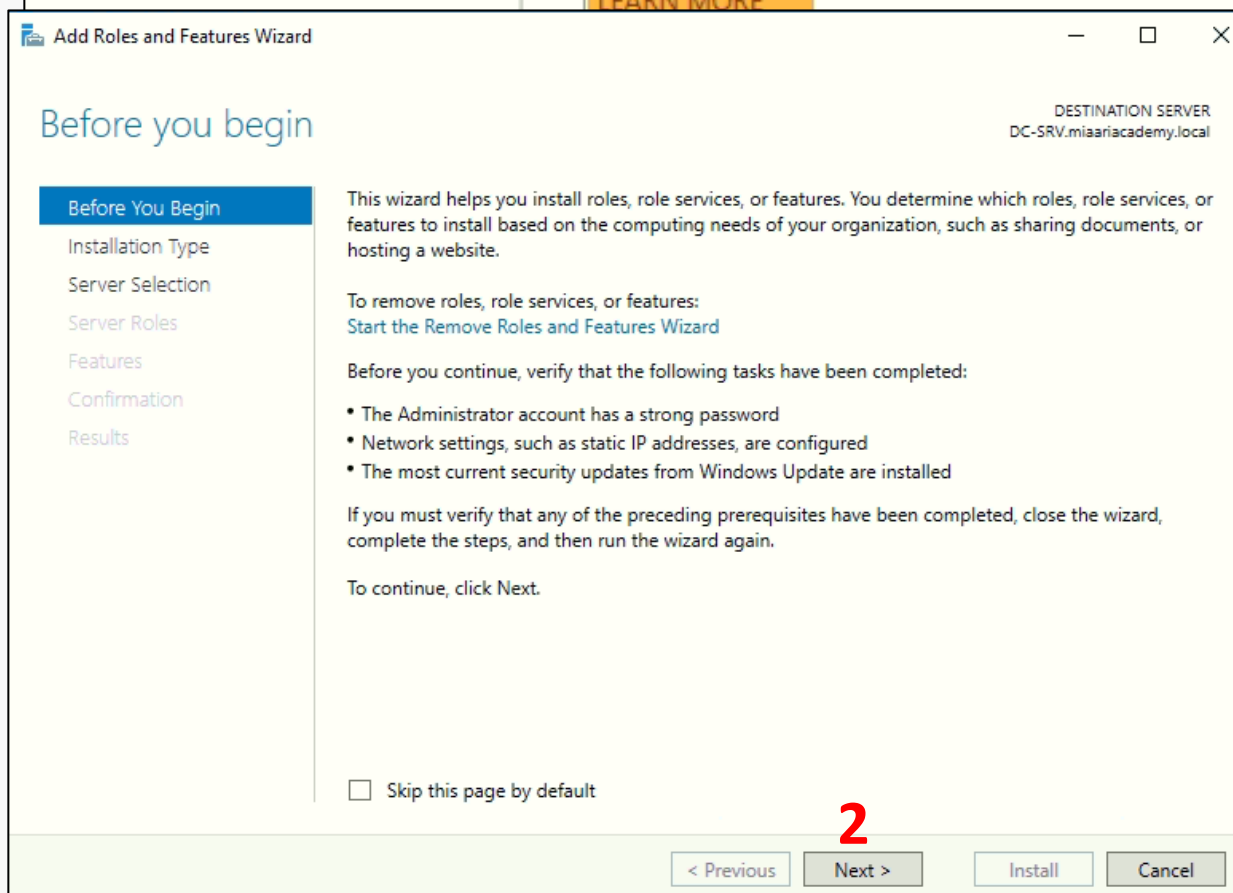 LEARN MORE
Add Roles and Features Wizard
Before you begin
DESTINATION SERVER
DC-SRV.miaariacademy.local
Before You Begin
Installation Type
Server Selection
Server Roles
Features
Confirmation
Results
This wizard helps you install roles, role services, or features. You determine which roles, role services, or
features to install based on the computing needs of your organization, such as sharing documents, or
hosting a website.
To remove roles, role services, or features:
Start the Remove Roles and Features Wizard
Before you continue, verify that the following tasks have been completed:
• The Administrator account has a strong password
• Network settings, such as static IP addresses, are configured
• The most current security updates from Windows Update are installed
If you must verify that any of the preceding prerequisites have been completed, close the wizard,
complete the steps, and then run the wizard again.
To continue, click Next.
Skip this page by default
2
< Previous
Next >
Install
Cancel